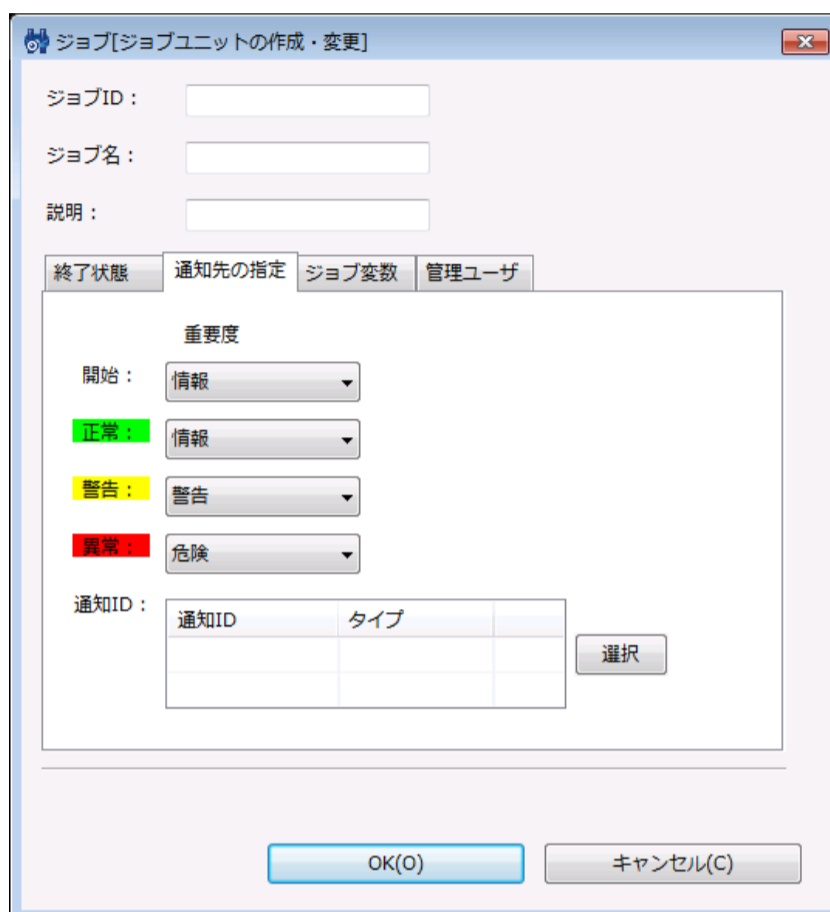 ジョブ[ジョブユニットの作成・変更]
ジョブID：
ジョブ名：
説明：
終了状態 通知先の指定 ジョブ変数 管理ユーザ
重要度
開始： 情報
正常： 情報
警告： 警告
異常： 危険
通知ID： 通知ID タイプ
選択
OK(O) キャンセル(C)